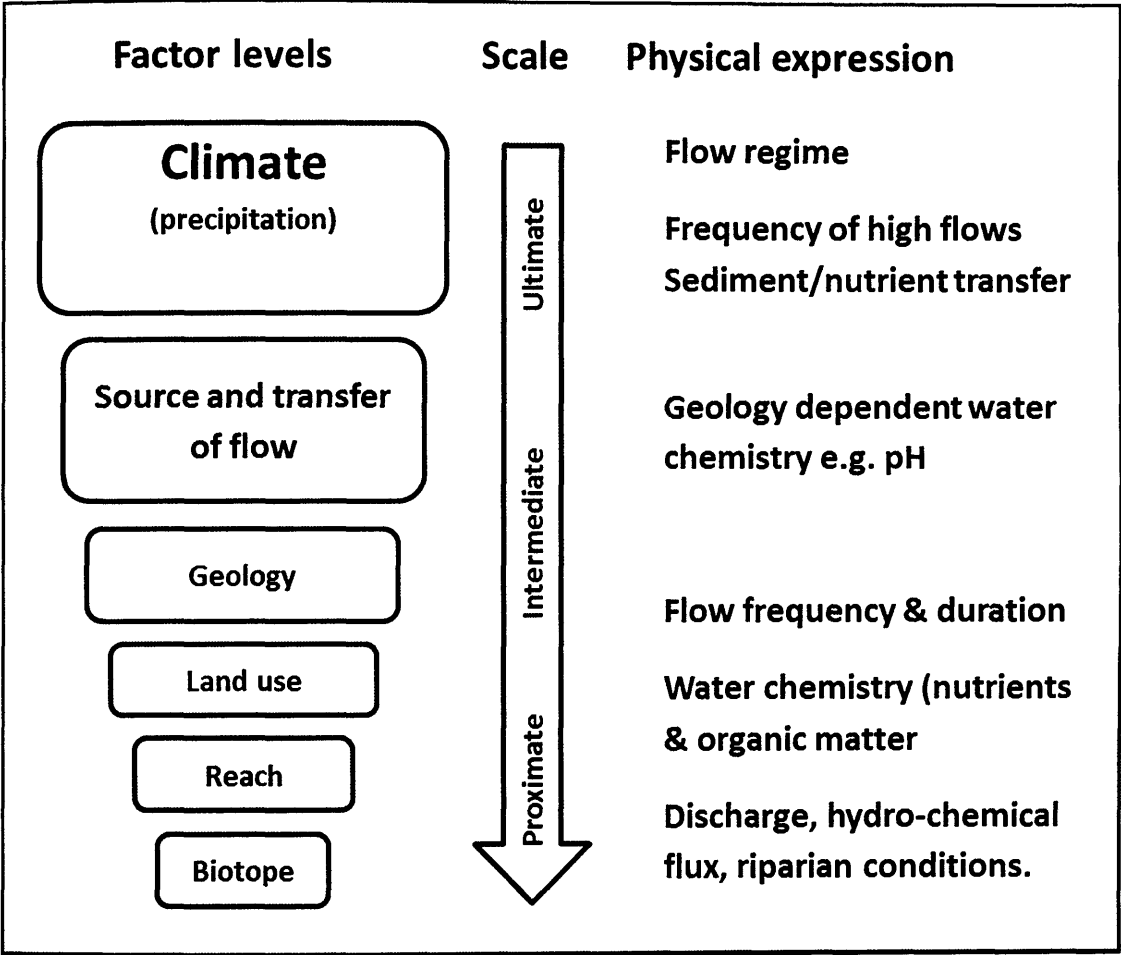 Factor levels
Scale
Physical expression
Climate
(precipitation)
Source and transfer
of flow
Geology
Land use
Reach
Biotope
Ultimate
Intermediate
Proximate
Flow regime
Frequency of high flows
Sediment/nutrient transfer
Geology dependent water
chemistry e.g. pH
Flow frequency & duration
Water chemistry (nutrients
& organic matter
Discharge, hydro-chemical
flux, riparian conditions.